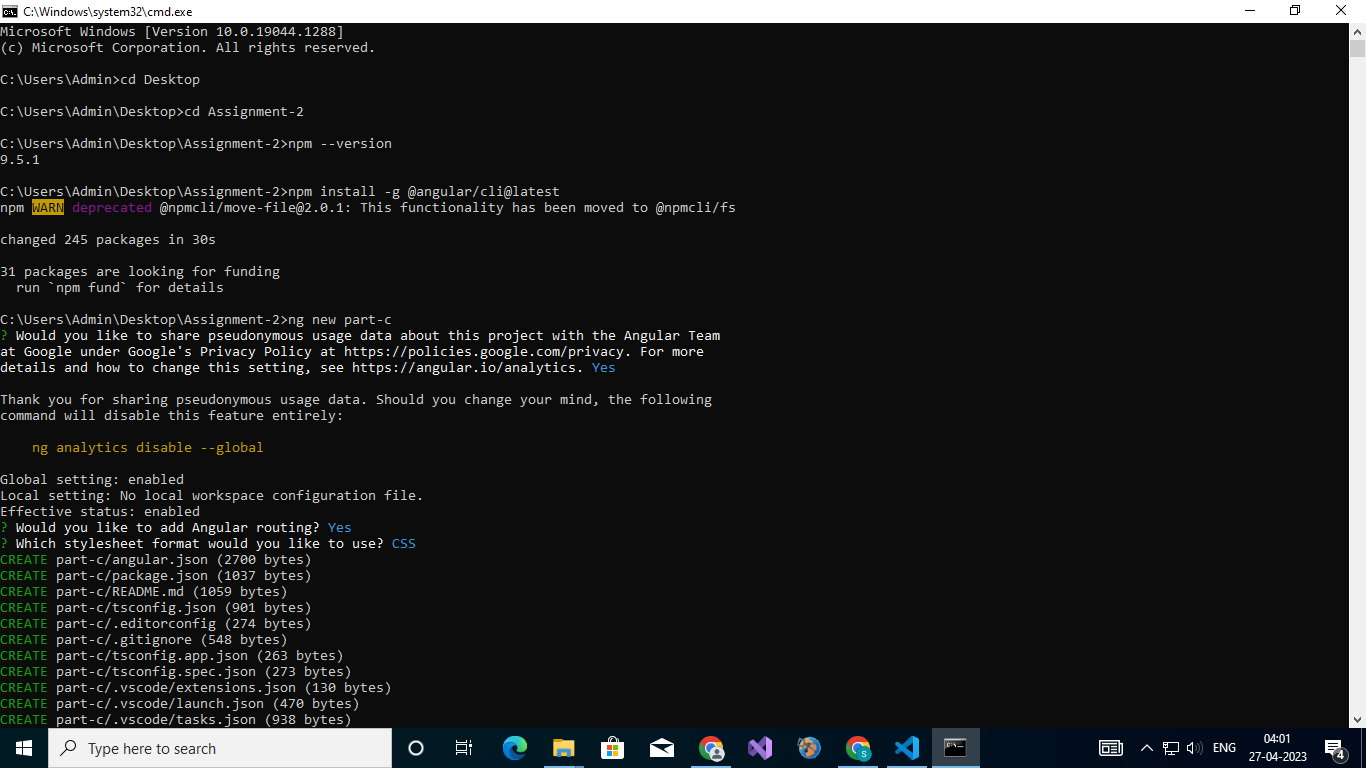 C:\Windows\system32\cmd.exe
Microsoft Windows [Version 10.0.19044.1288]
(c) Microsoft Corporation. All rights reserved.
C:\Users\Admin>cd Desktop
C:\Users\Admin\Desktop>cd Assignment-2
C:\Users\Admin\Desktop\Assignment-2>npm --version
9.5.1
C:\Users\Admin\Desktop\Assignment-2>npm install -g @angular/cli@latest
npm WARN deprecated @npmcli/move-file@2.0.1: This functionality has been moved to @npmcli/fs
changed 245 packages in 30s
31 packages are looking for funding
  run `npm fund` for details
C:\Users\Admin\Desktop\Assignment-2>ng new part-c
? Would you like to share pseudonymous usage data about this project with the Angular Team
at Google under Google's Privacy Policy at https://policies.google.com/privacy. For more
details and how to change this setting, see https://angular.io/analytics. Yes
Thank you for sharing pseudonymous usage data. Should you change your mind, the following
command will disable this feature entirely:
    ng analytics disable --global
Global setting: enabled
Local setting: No local workspace configuration file.
Effective status: enabled
? Would you like to add Angular routing? Yes
? Which stylesheet format would you like to use? CSS
CREATE part-c/angular.json (2700 bytes)
CREATE part-c/package.json (1037 bytes)
CREATE part-c/README.md (1059 bytes)
CREATE part-c/tsconfig.json (901 bytes)
CREATE part-c/.editorconfig (274 bytes)
CREATE part-c/.gitignore (548 bytes)
CREATE part-c/tsconfig.app.json (263 bytes)
CREATE part-c/tsconfig.spec.json (273 bytes)
CREATE part-c/.vscode/extensions.json (130 bytes)
CREATE part-c/.vscode/launch.json (470 bytes)
CREATE part-c/.vscode/tasks.json (938 bytes)
Type here to search
S
ENG
04:01
27-04-2023
4